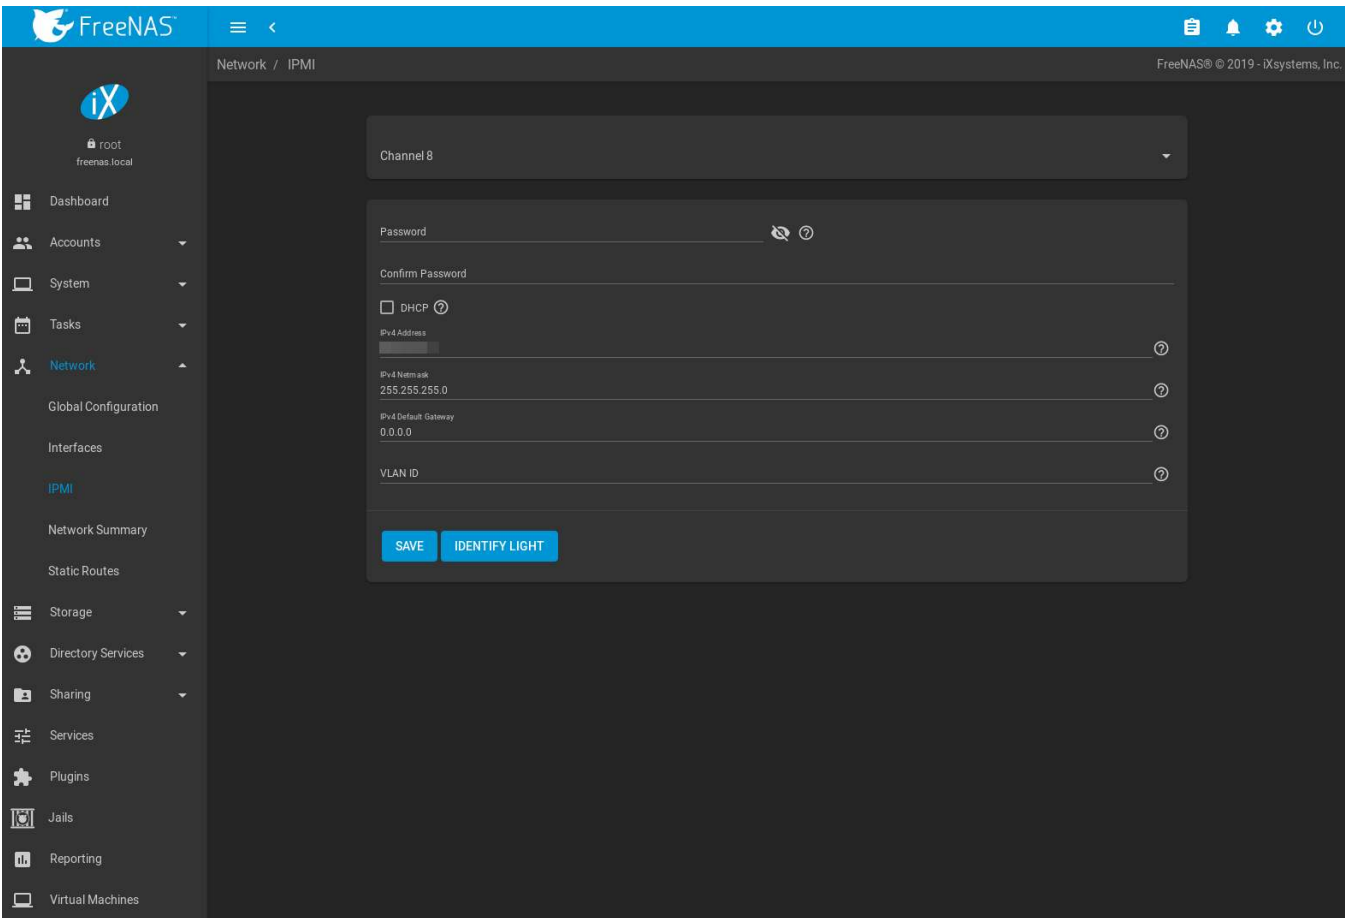 FreeNAS™
Network / IPMI
FreeNAS® © 2019 - iXsystems, Inc.
iX
root
freenas.local
Dashboard
Accounts
System
Tasks
Network
Global Configuration
Interfaces
IPMI
Network Summary
Static Routes
Storage
Directory Services
Sharing
Services
Plugins
Jails
Reporting
Virtual Machines
Channel 8
Password
Confirm Password
DHCP
IPv4 Address
IPv4 Netmask
255.255.255.0
IPv4 Default Gateway
0.0.0.0
VLAN ID
SAVE IDENTIFY LIGHT